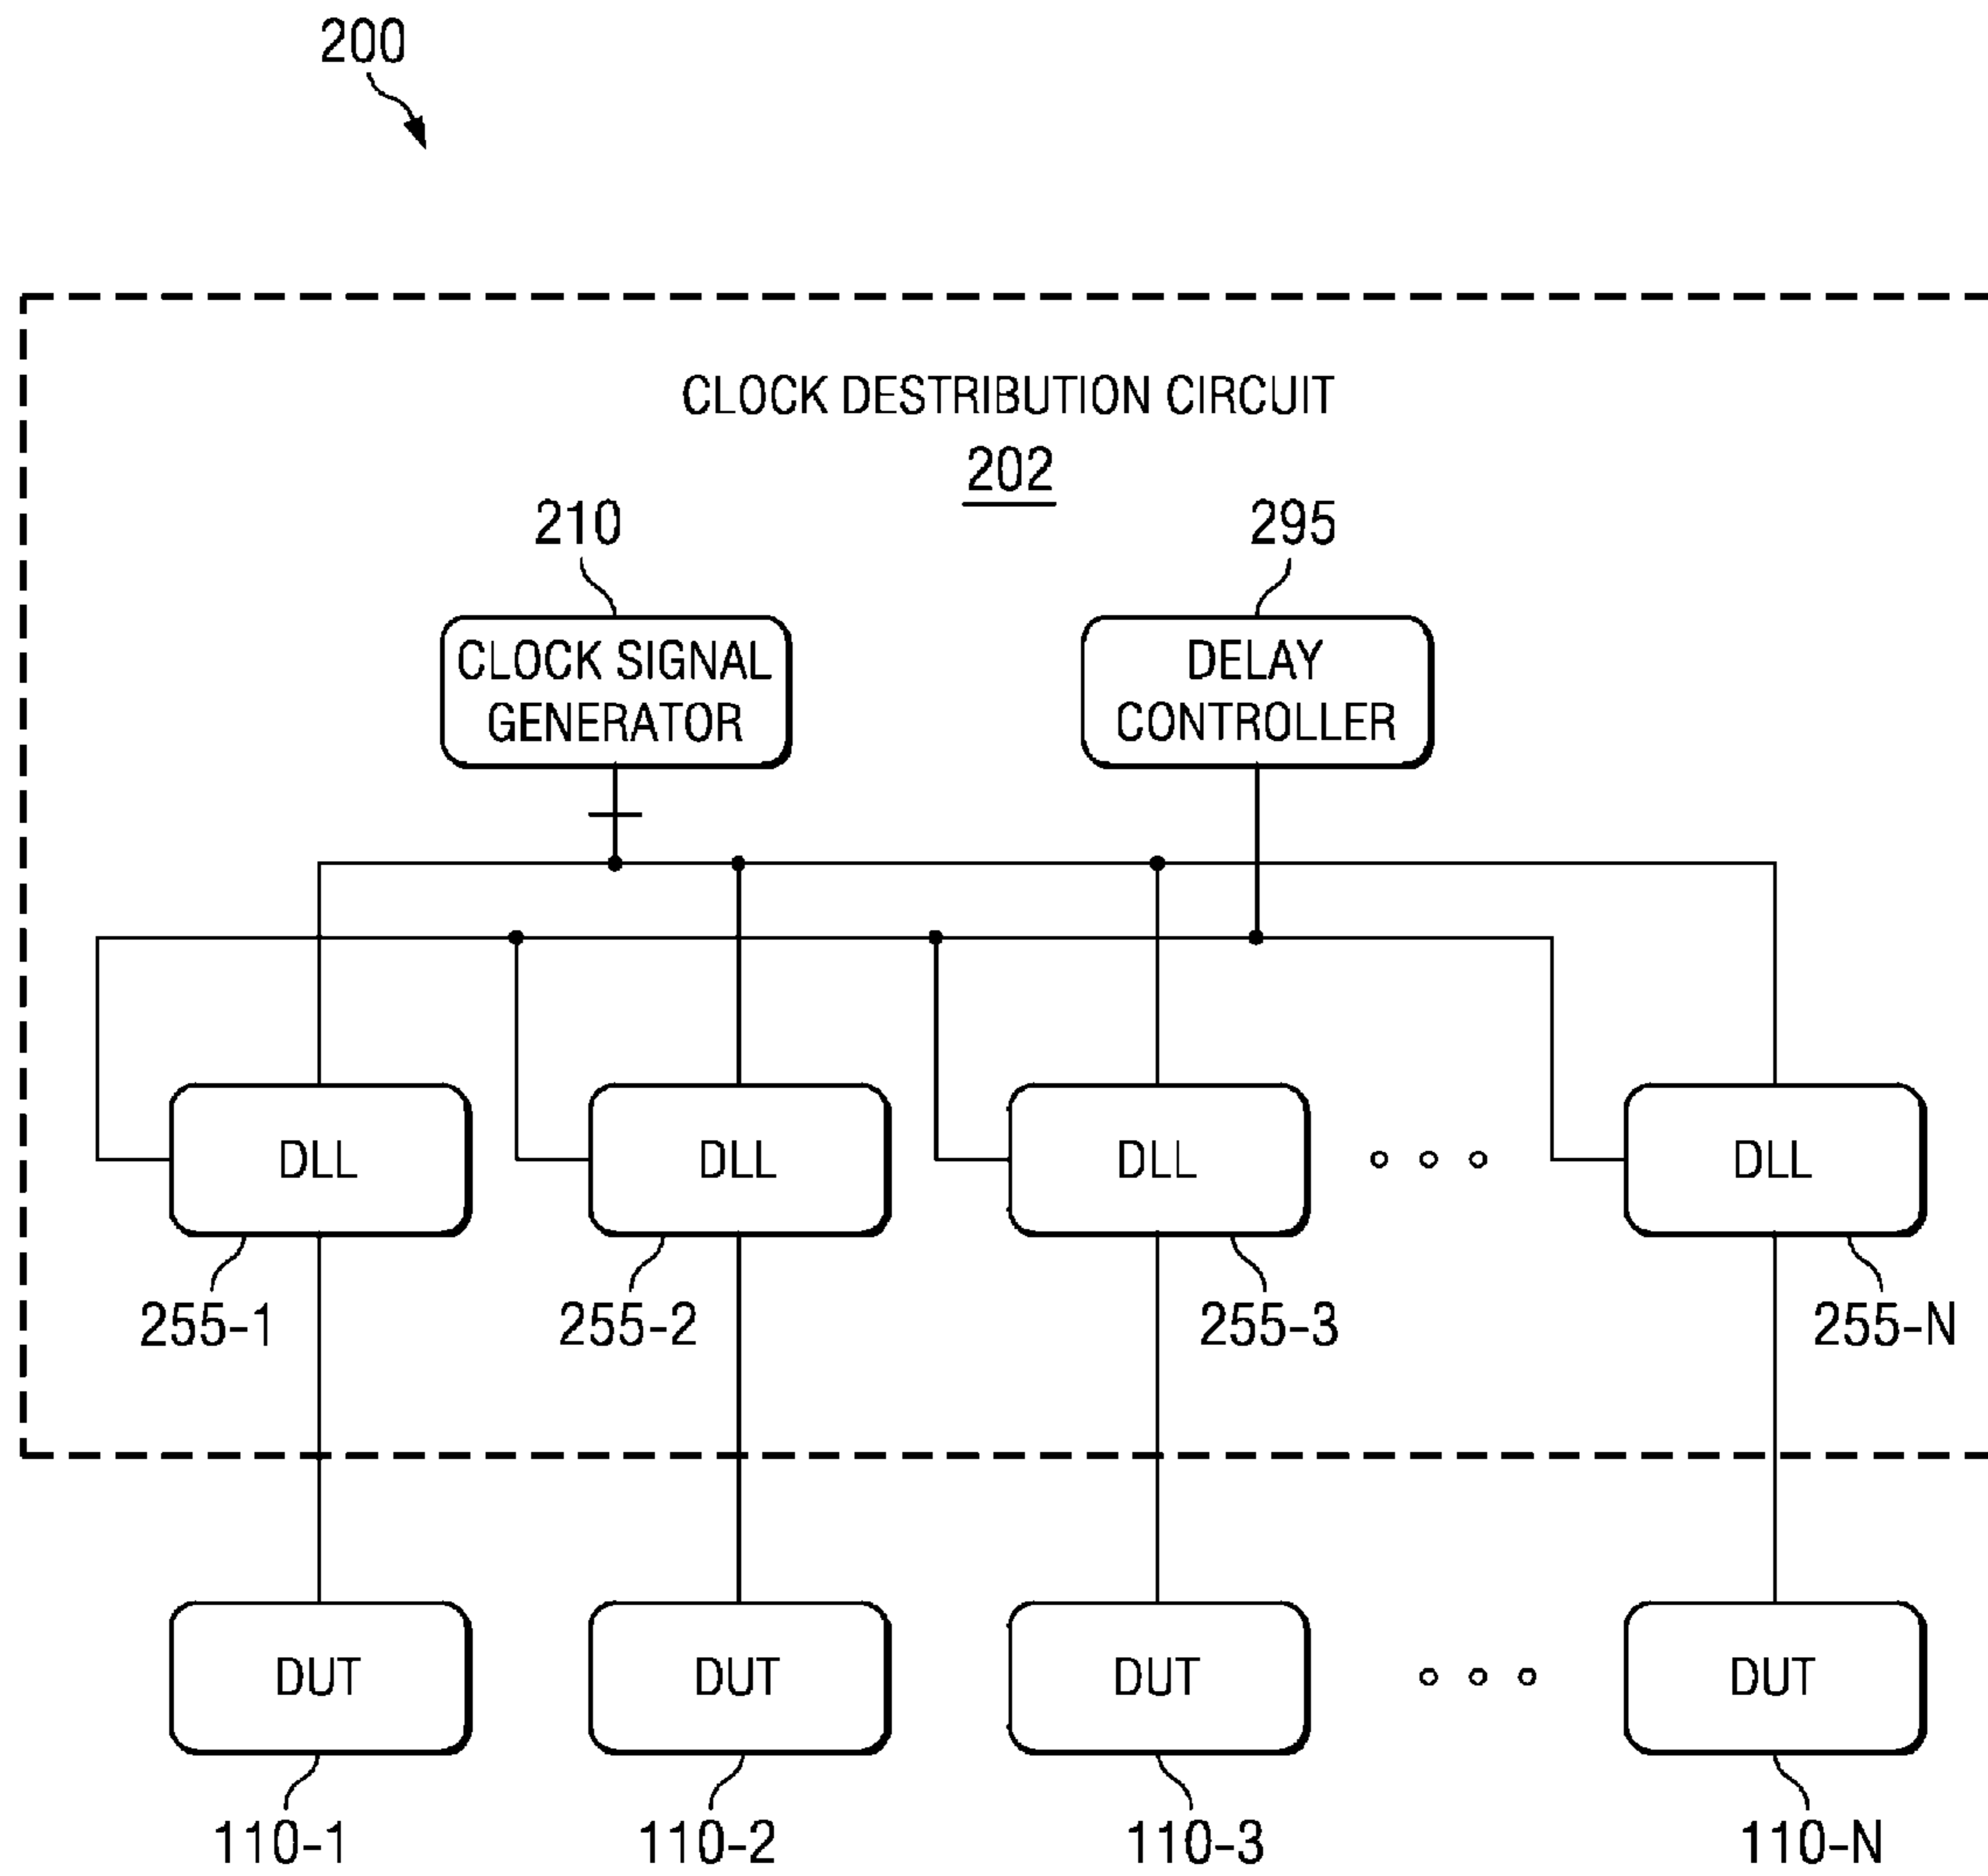 200
CLOCK DESTRIBUTION CIRCUIT
202
210
295
CLOCK SIGNAL
GENERATOR
DELAY
CONTROLLER
DLL
DLL
DLL
DLL
255-1
255-2
255-3
255-N
DUT
DUT
DUT
DUT
110-1
110-2
110-3
110-N